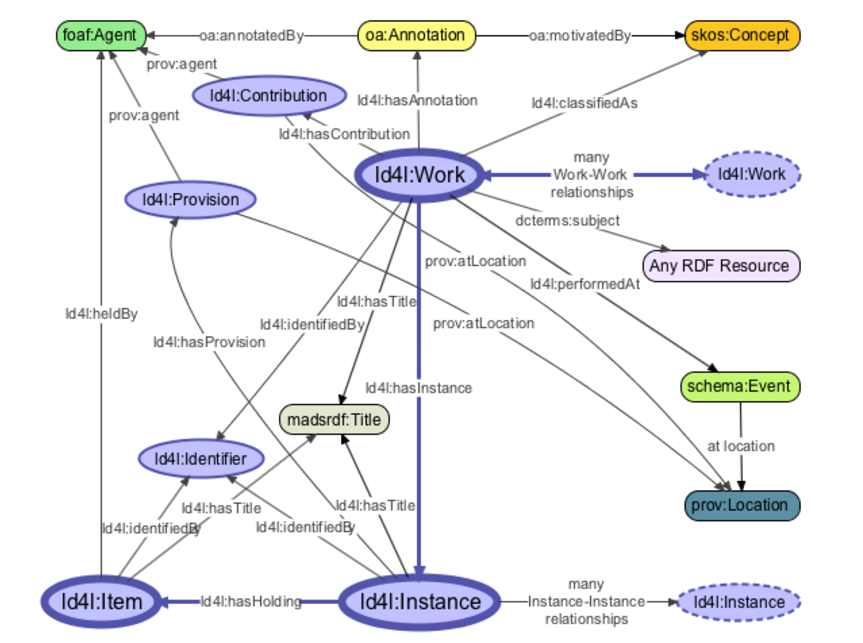 foaf:Agent
oa:annotatedBy
oa:Annotation
oa:motivatedBy
skos:Concept
prov:agent
ld4l:Contribution
ld4l:hasAnnotation
ld4l:classifiedAs
prov:agent
ld4l:hasContribution
ld4l:Work
many
Work-Work
relationships
ld4l:Work
ld4l:Provision
dcterms:subject
prov:atLocation
Any RDF Resource
ld4l:performedAt
ld4l:heldBy
ld4l:hasTitle
ld4l:identifiedBy
prov:atLocation
ld4l:hasProvision
ld4l:hasInstance
schema:Event
madsrdf:Title
at location
ld4l:Identifier
ld4l:hasTitle
ld4l:hasTitle
prov:Location
ld4l:identifiedBy
ld4l:identifiedBy
ld4l:Item
ld4l:hasHolding
ld4l:Instance
many
Instance-Instance
relationships
ld4l:Instance